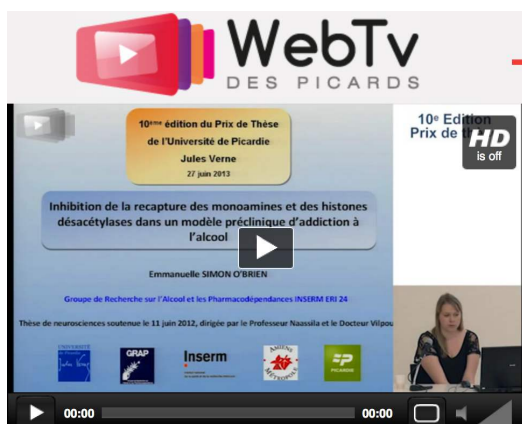 WebTv
DES PICARDS
10ème édition du Prix de Thèse
de l'Université de Picardie
Jules Verne
27 juin 2013
10e Edition
Prix de th
HD
is off
Inhibition de la recapture des monoamines et des histones
désacétylases dans un modèle préclinique d'addiction à
l'alcool
Emmanuelle SIMON O'BRIEN
Groupe de Recherche sur l'Alcool et les Pharmacodépendances INSERM ERI 24
Thèse de neurosciences soutenue le 11 juin 2012, dirigée par le Professeur Naassila et le Docteur Vilpou
Jules Verne
GRAP
Inserm
AMIENS
MÉTROPOLE
PICARDIE
00:00
00:00